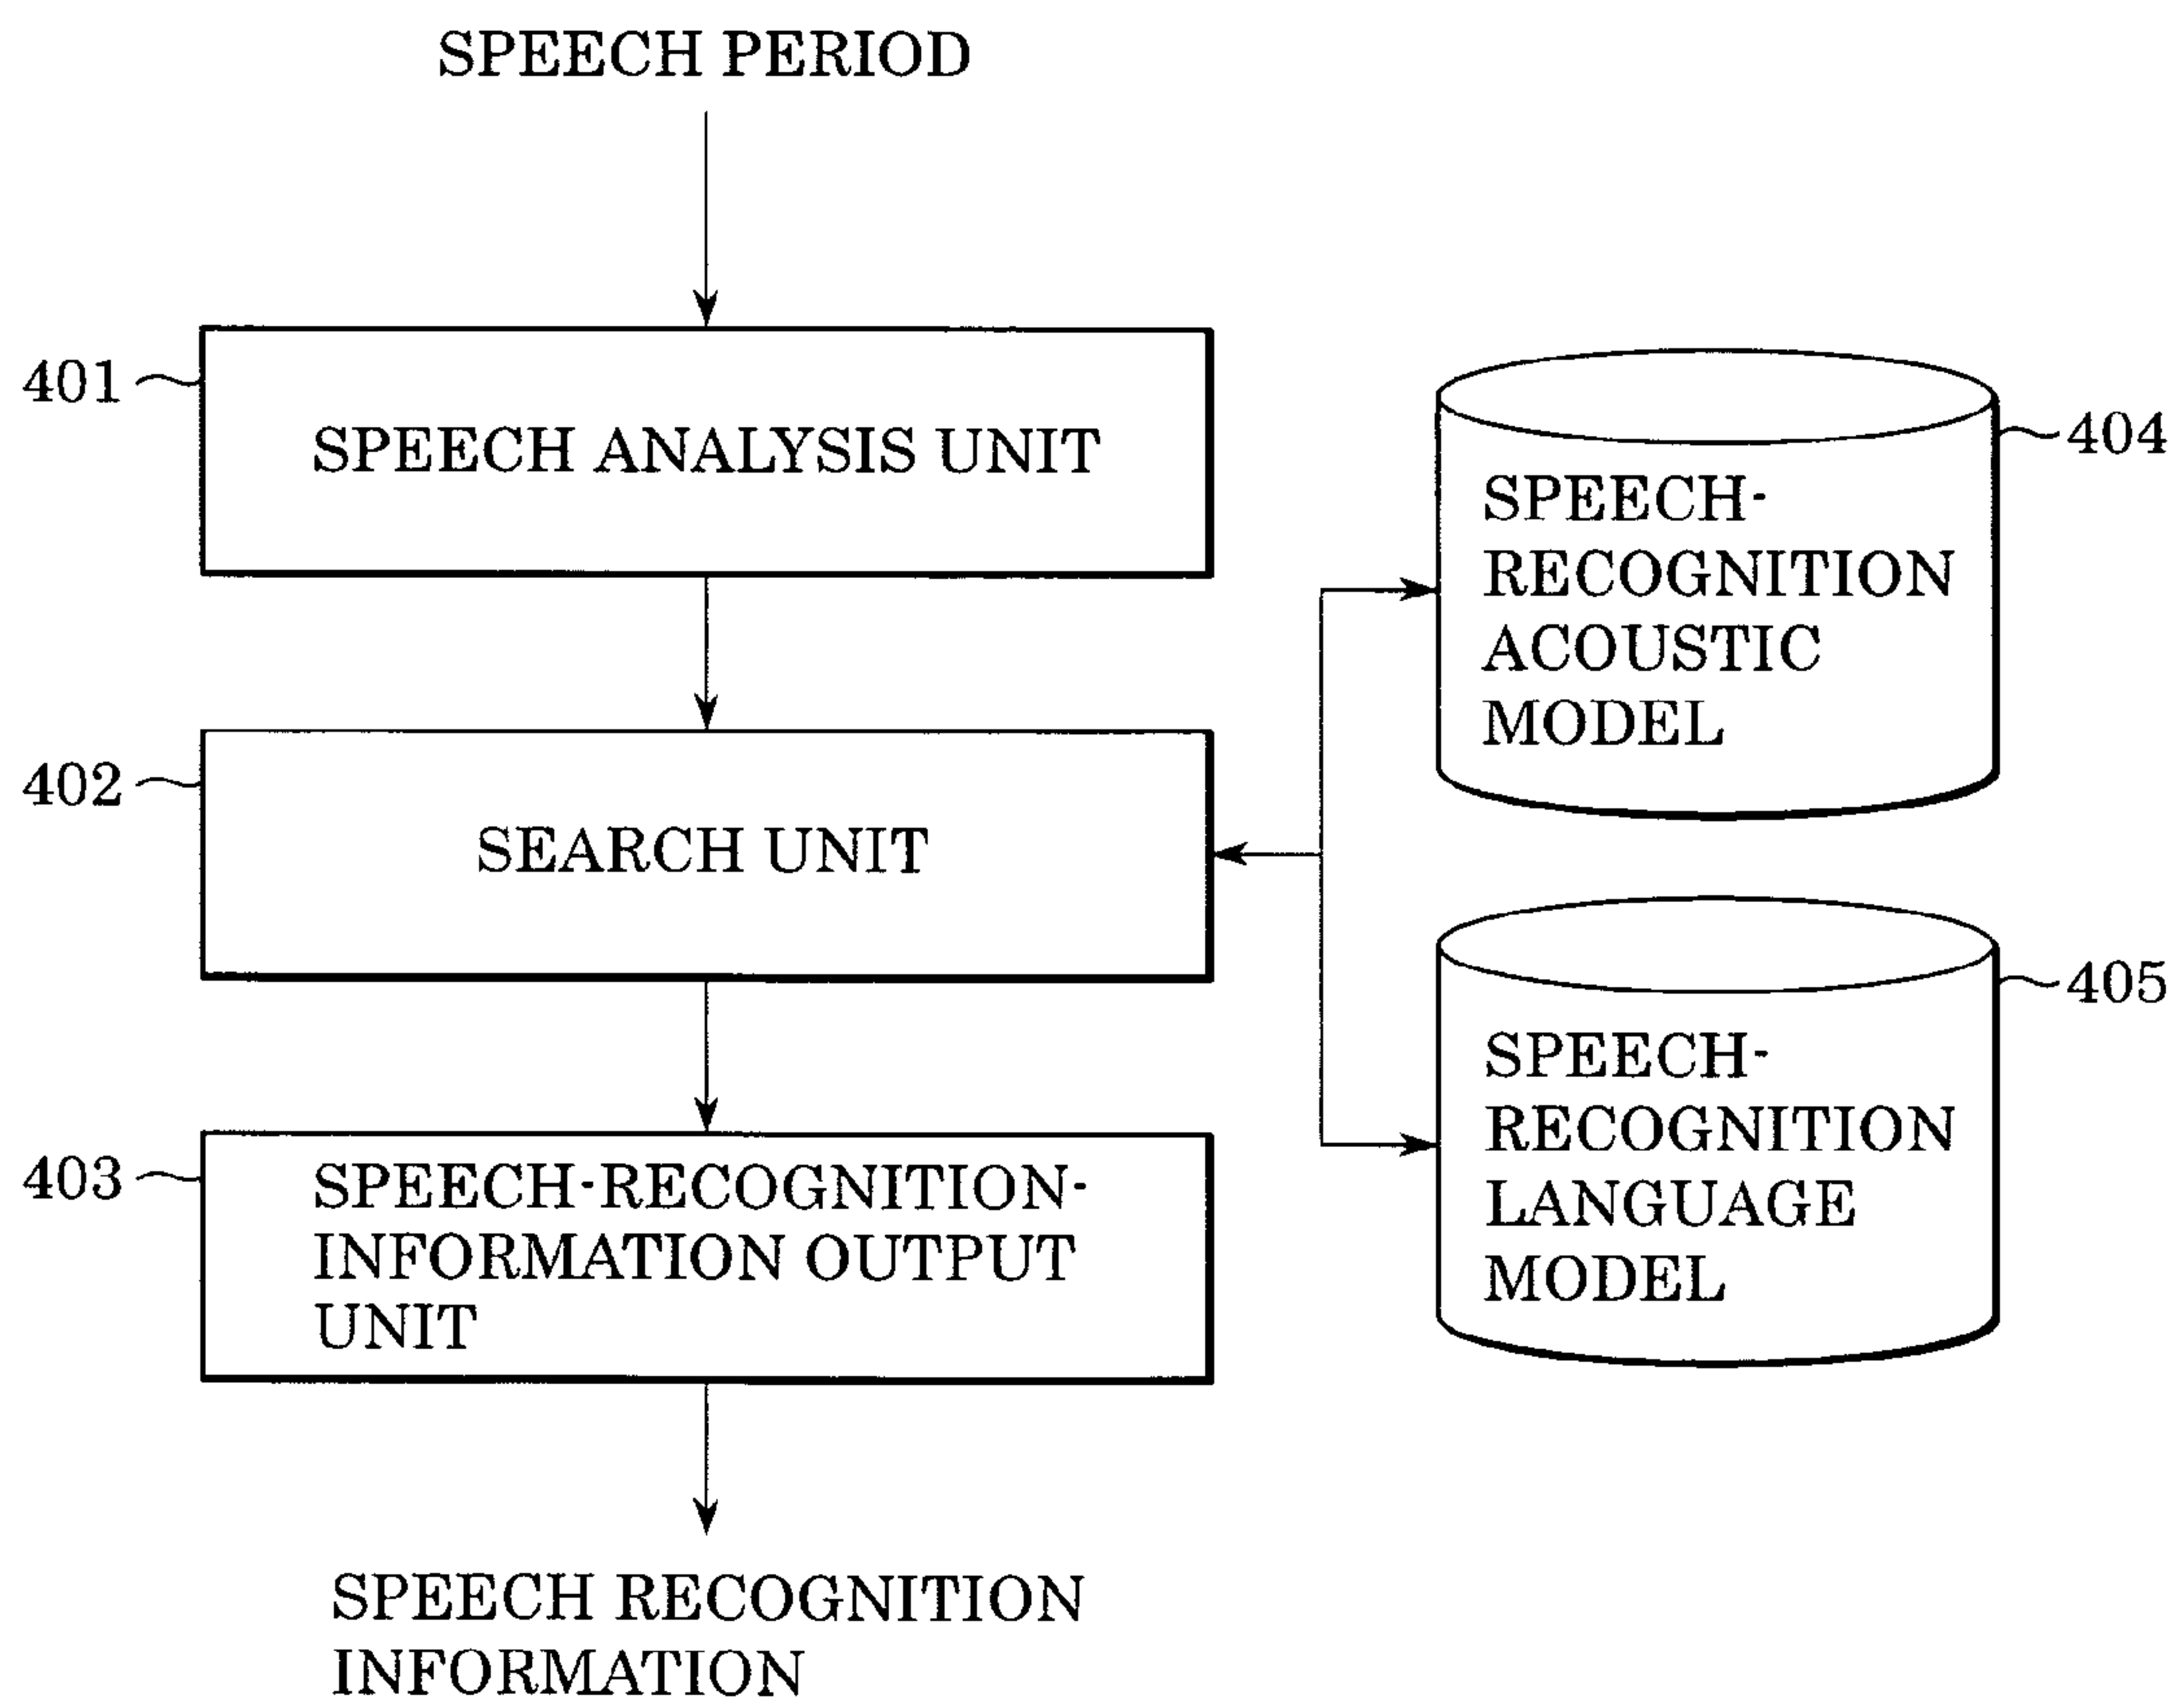 SPEECH PERIOD
401
SPEECH ANALYSIS UNIT
402
SEARCH UNIT
403
SPEECH-RECOGNITION-
INFORMATION OUTPUT
UNIT
SPEECH RECOGNITION
INFORMATION
404
SPEECH-
RECOGNITION
ACOUSTIC
MODEL
405
SPEECH-
RECOGNITION
LANGUAGE
MODEL